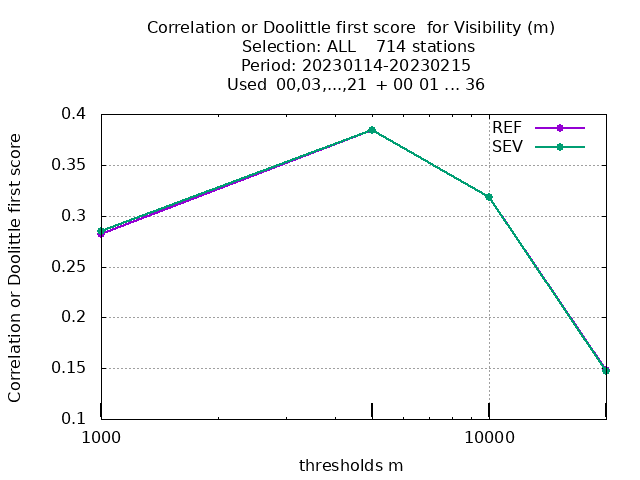 Correlation or Doolittle first score  for Visibility (m)
Selection: ALL    714 stations
Period: 20230114-20230215
Used  00,03,...,21  + 00 01 ... 36
REF
SEV
Correlation or Doolittle first score
0.4
0.35
0.3
0.25
0.2
0.15
0.1
1000
10000
thresholds m